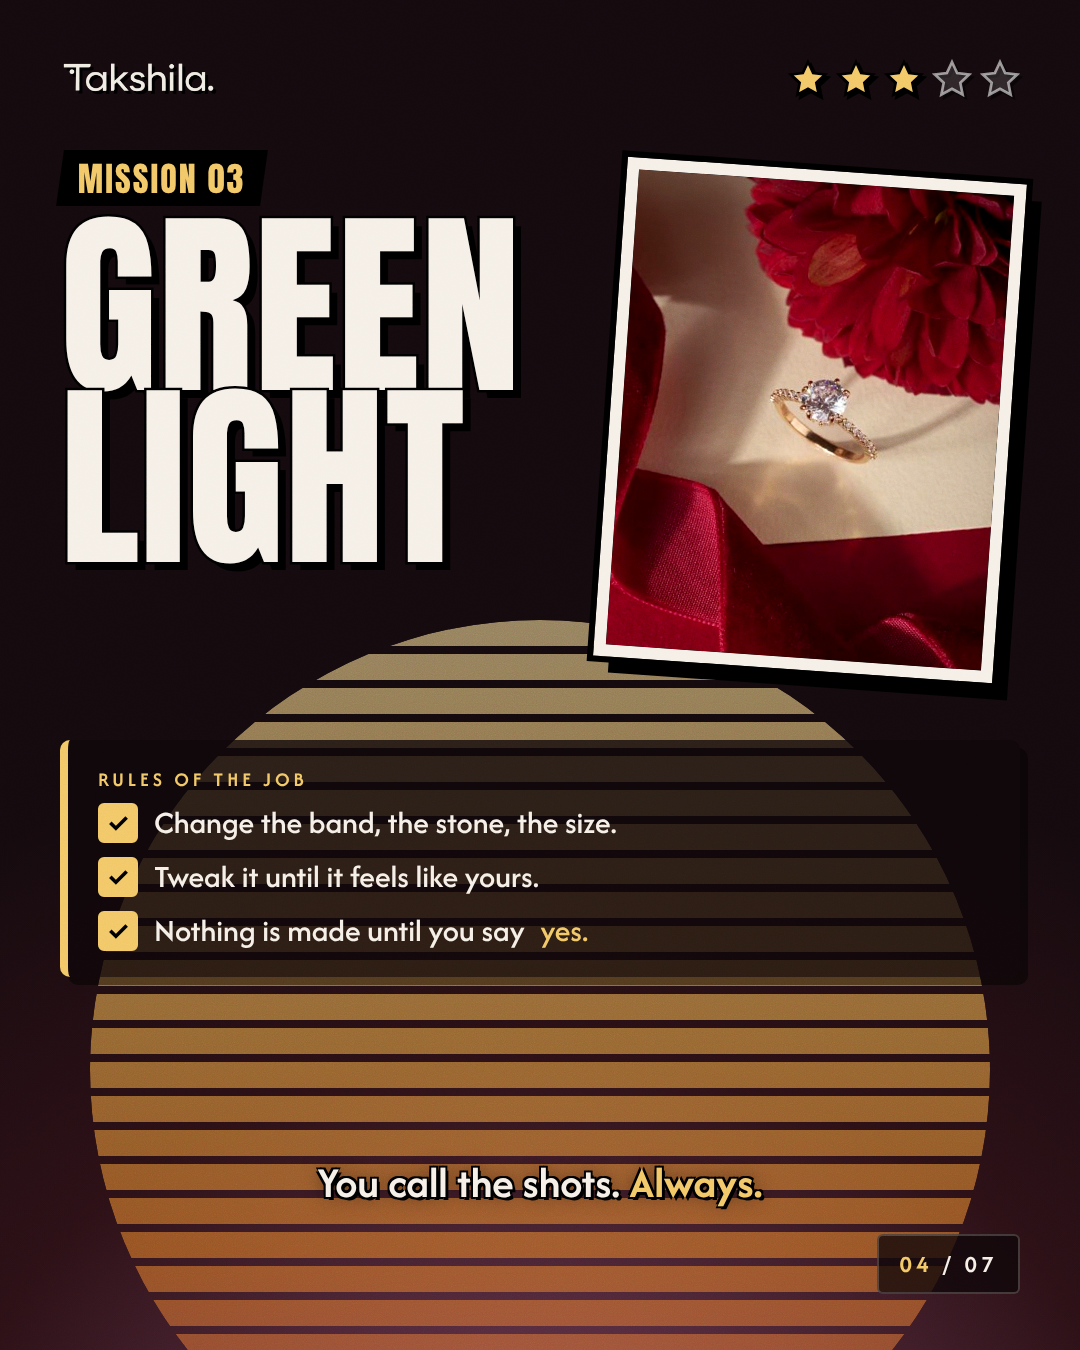 Takshila.
MISSION 03
GREEN
LIGHT
RULES OF THE JOB
Change the band, the stone, the size.
Tweak it until it feels like yours.
Nothing is made until you say yes.
You call the shots. Always.
04 / 07